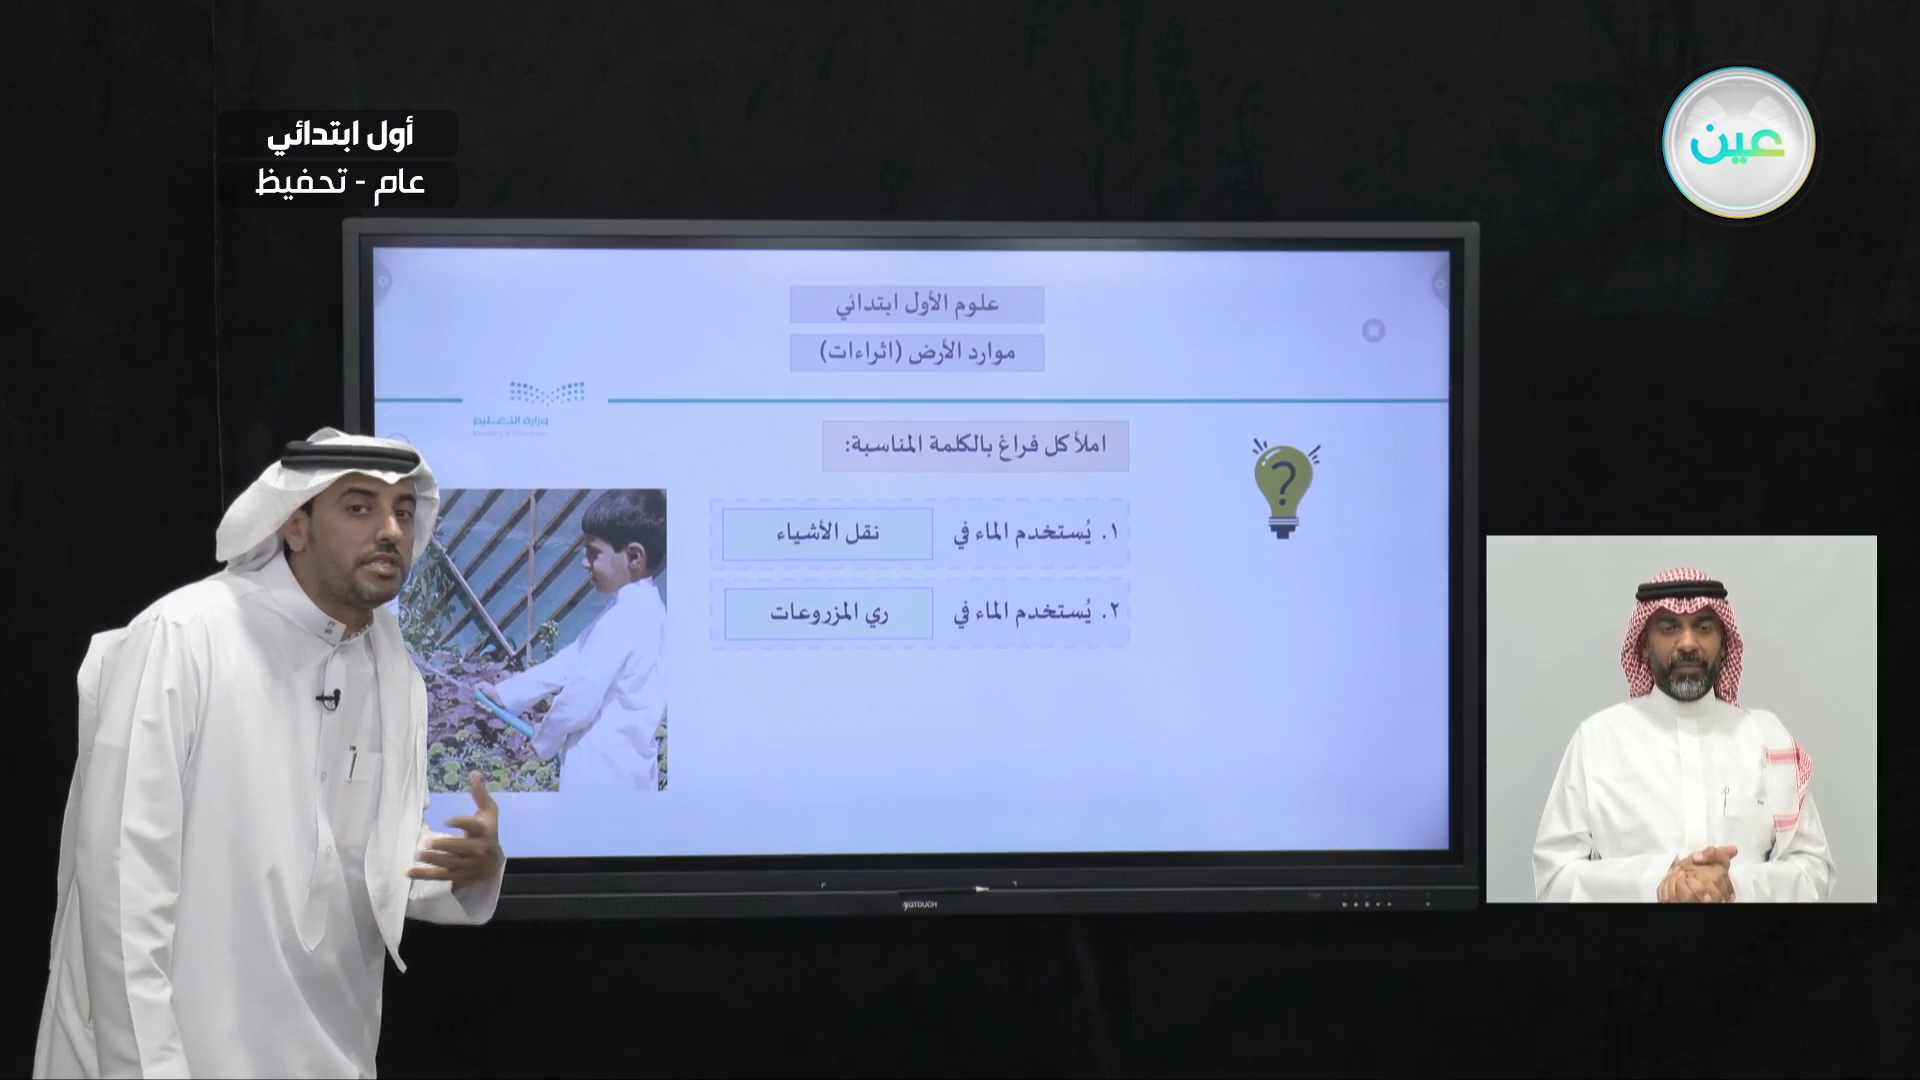 أول ابتدائي
عام - تحفيظ
عين
علوم الأول ابتدائي
موارد الأرض (اثراءات)
وزارة التعليم
املأ كل فراغ بالكلمة المناسبة:
١. يُستخدم الماء في نقل الأشياء
٢. يُستخدم الماء في ري المزروعات
?